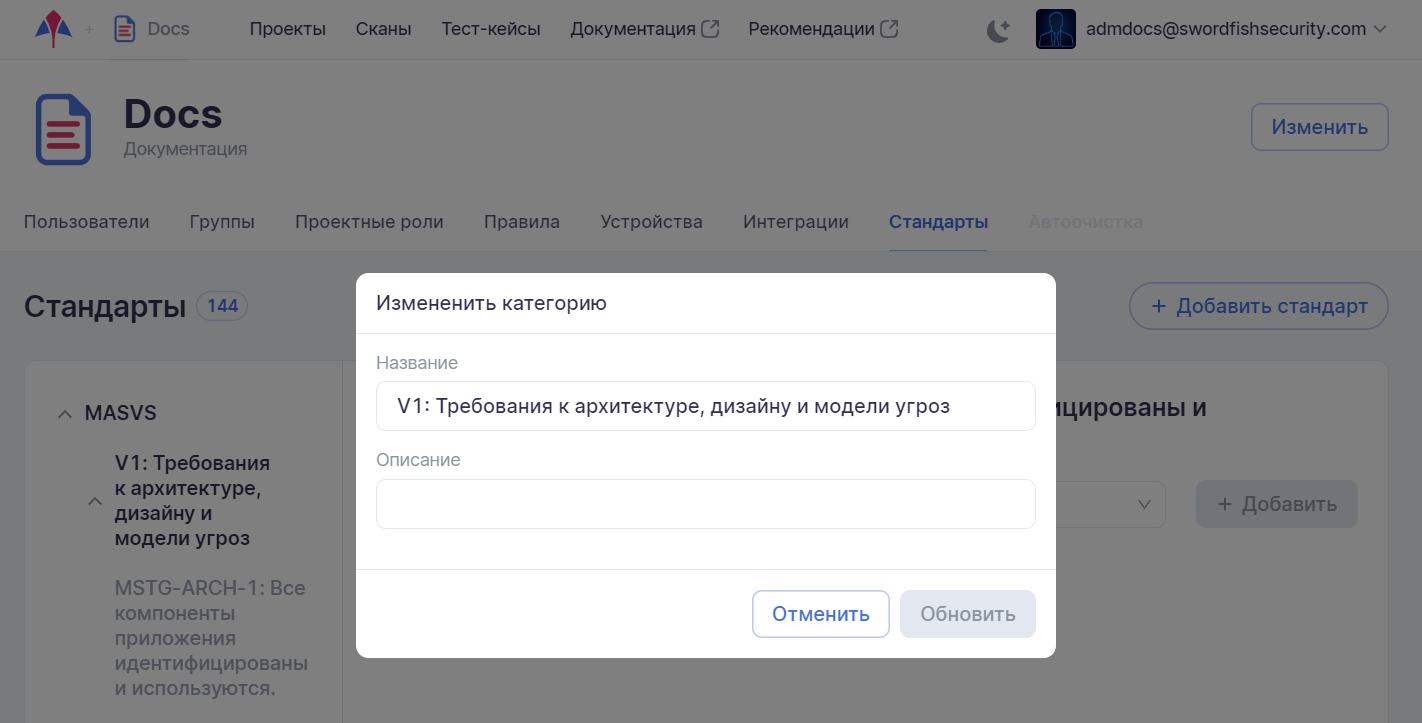 + Docs Проекты Сканы Тест-кейсы Документация Рекомендации admdocs@swordfishsecurity.com
Docs
Документация
Изменить
Пользователи Группы Проектные роли Правила Устройства Интеграции Стандарты Автоочистка
Стандарты 144
+ Добавить стандарт
Измененить категорию
Название
V1: Требования к архитектуре, дизайну и модели угроз
Описание
Отменить Обновить
MASVS
V1: Требования
к архитектуре,
дизайну и
модели угроз
MSTG-ARCH-1: Все
компоненты
приложения
идентифицированы
и используются.
ицированы и
+ Добавить